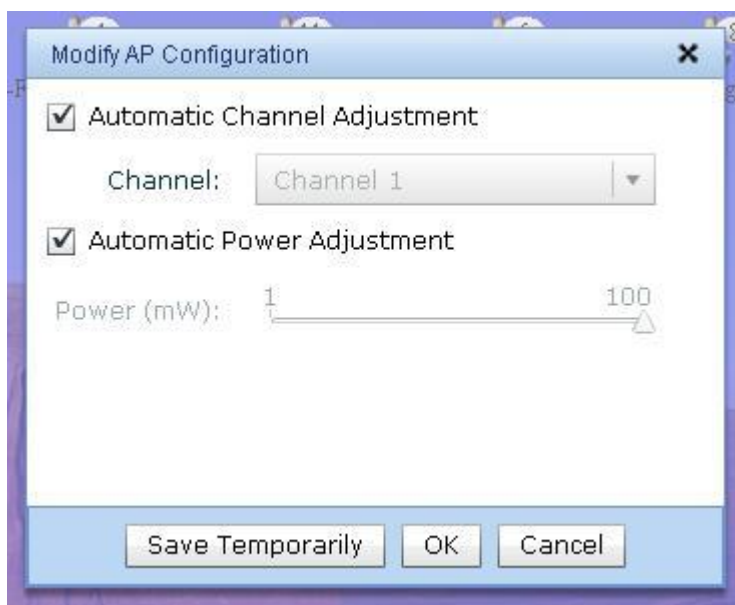 Modify AP Configuration
Automatic Channel Adjustment
Channel: Channel 1
Automatic Power Adjustment
Power (mW): 1 100
Save Temporarily OK Cancel